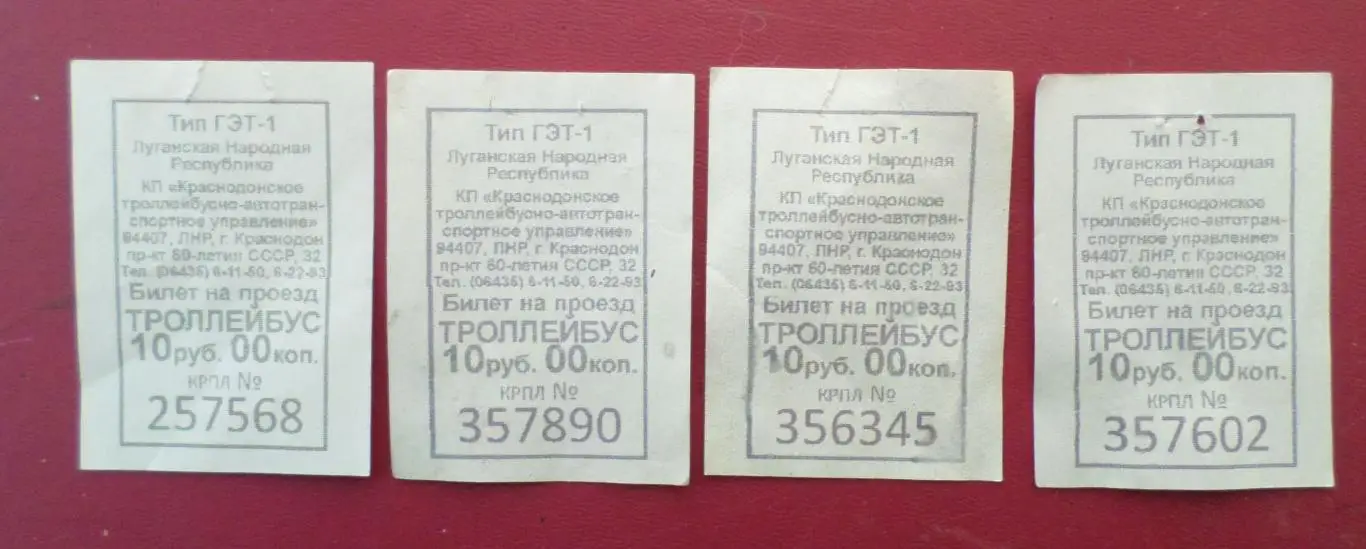 Тип ГЭТ-1
Луганская Народная
Республика
КП «Краснодонское
троллейбусно-автотран-
спортное управление»
94407, ЛНР, г. Краснодон
пр-кт 60-летия СССР, 32
Тел. (06435) 6-11-50, 6-22-93
Билет на проезд
ТРОЛЛЕЙБУС
10руб. 00коп.
КРПЛ №
257568
Тип ГЭТ-1
Луганская Народная
Республика
КП «Краснодонское
троллейбусно-автотран-
спортное управление»
94407, ЛНР, г. Краснодон
пр-кт 60-летия СССР, 32
Тел. (06435) 6-11-50, 6-22-93
Билет на проезд
ТРОЛЛЕЙБУС
10руб. 00коп.
КРПЛ №
357890
Тип ГЭТ-1
Луганская Народная
Республика
КП «Краснодонское
троллейбусно-автотран-
спортное управление»
94407, ЛНР, г. Краснодон
пр-кт 60-летия СССР, 32
Тел. (06435) 6-11-50, 6-22-93
Билет на проезд
ТРОЛЛЕЙБУС
10руб. 00коп.
КРПЛ №
356345
Тип ГЭТ-1
Луганская Народная
Республика
КП «Краснодонское
троллейбусно-автотран-
спортное управление»
94407, ЛНР, г. Краснодон
пр-кт 60-летия СССР, 32
Тел. (06435) 6-11-50, 6-22-93
Билет на проезд
ТРОЛЛЕЙБУС
10руб. 00коп.
КРПЛ №
357602